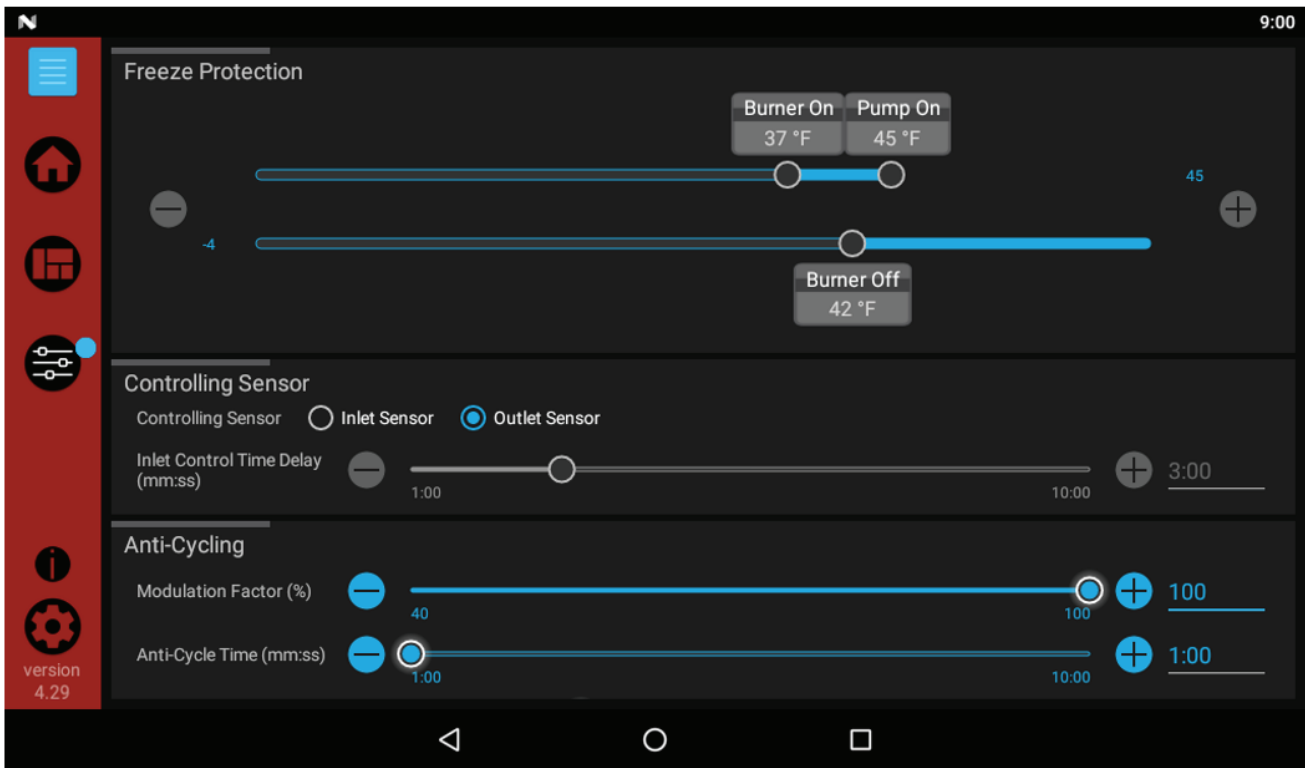 9:00
Freeze Protection
Burner On Pump On
37 °F 45 °F
45
-4
Burner Off
42 °F
Controlling Sensor
Controlling Sensor Inlet Sensor Outlet Sensor
Inlet Control Time Delay
(mm:ss)
3:00
1:00 10:00
Anti-Cycling
Modulation Factor (%)
100
40 100
Anti-Cycle Time (mm:ss)
1:00
1:00 10:00
version
4.29